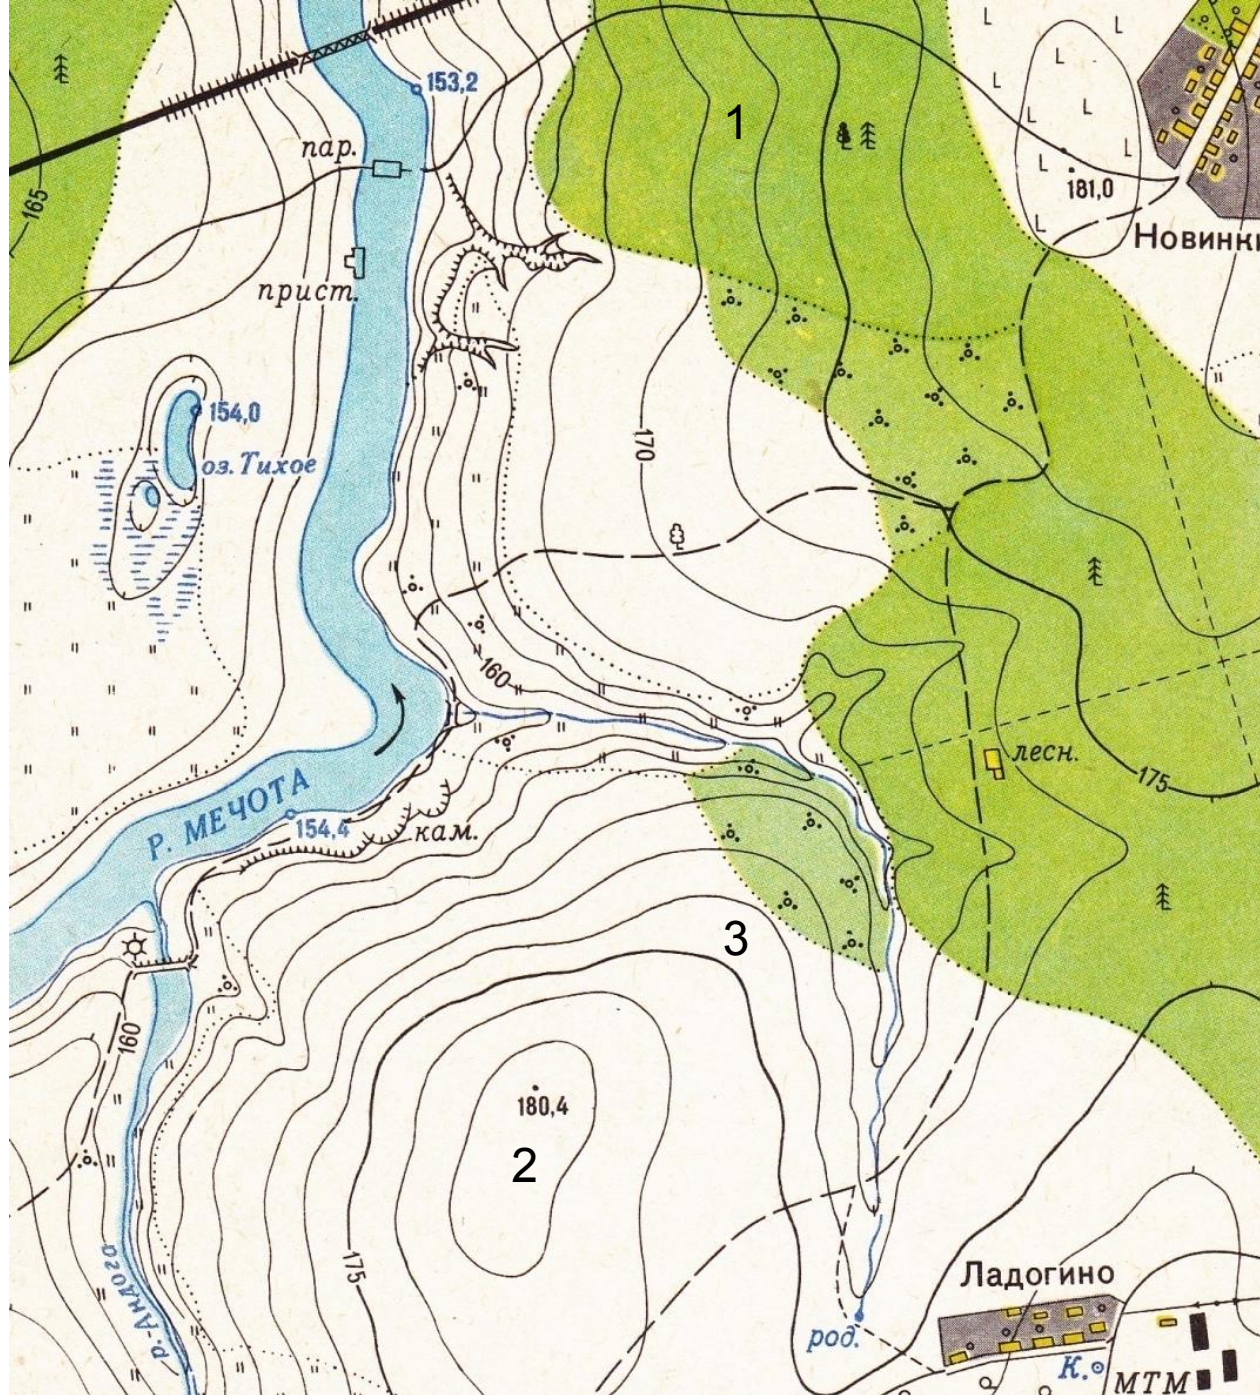 153,2
1
пар.
165
181,0
Новинки
прист.
154,0
оз. Тихое
170
160
лесн.
175
Р. МЕЧОТА
154,4
кам.
3
160
180,4
2
175
р. Андога
Ладогино
род.
К.
МТМ